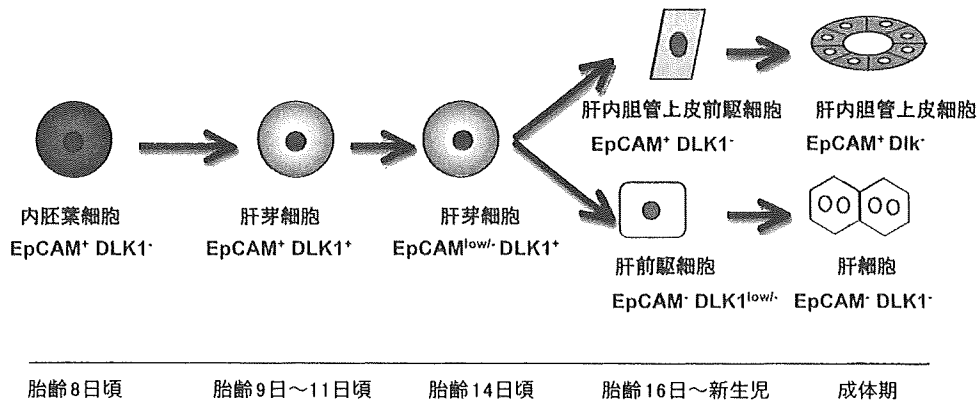 肝内胆管上皮前駆細胞
EpCAM⁺ DLK1⁻
肝内胆管上皮細胞
EpCAM⁺ Dlk⁻
内胚葉細胞
EpCAM⁺ DLK1⁻
肝芽細胞
EpCAM⁺ DLK1⁺
肝芽細胞
EpCAMˡᵒʷ/⁻ DLK1⁺
肝前駆細胞
EpCAM⁻ DLK1ˡᵒʷ/⁻
肝細胞
EpCAM⁻ DLK1⁻
胎齢8日頃
胎齢9日～11日頃
胎齢14日頃
胎齢16日～新生児
成体期